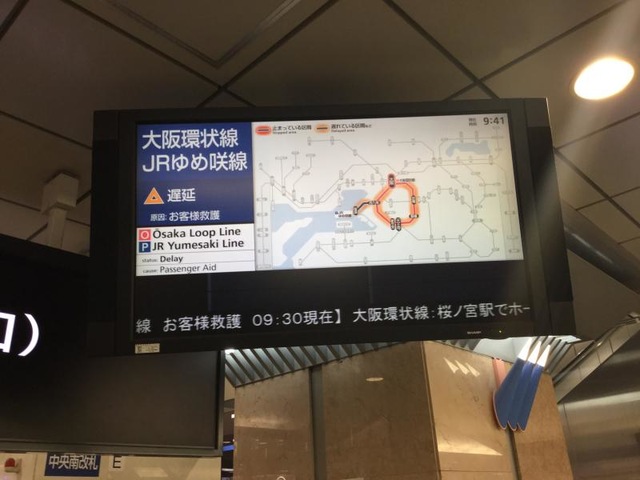 大阪環状線
JRゆめ咲線
遅延
原因: お客様救護
O Osaka Loop Line
P JR Yumesaki Line
status: Delay
cause: Passenger Aid
止まっている区間
遅れている区間
9:41
線 お客様救護 09:30現在】 大阪環状線:桜ノ宮駅でホー
口)
中央南改札
E